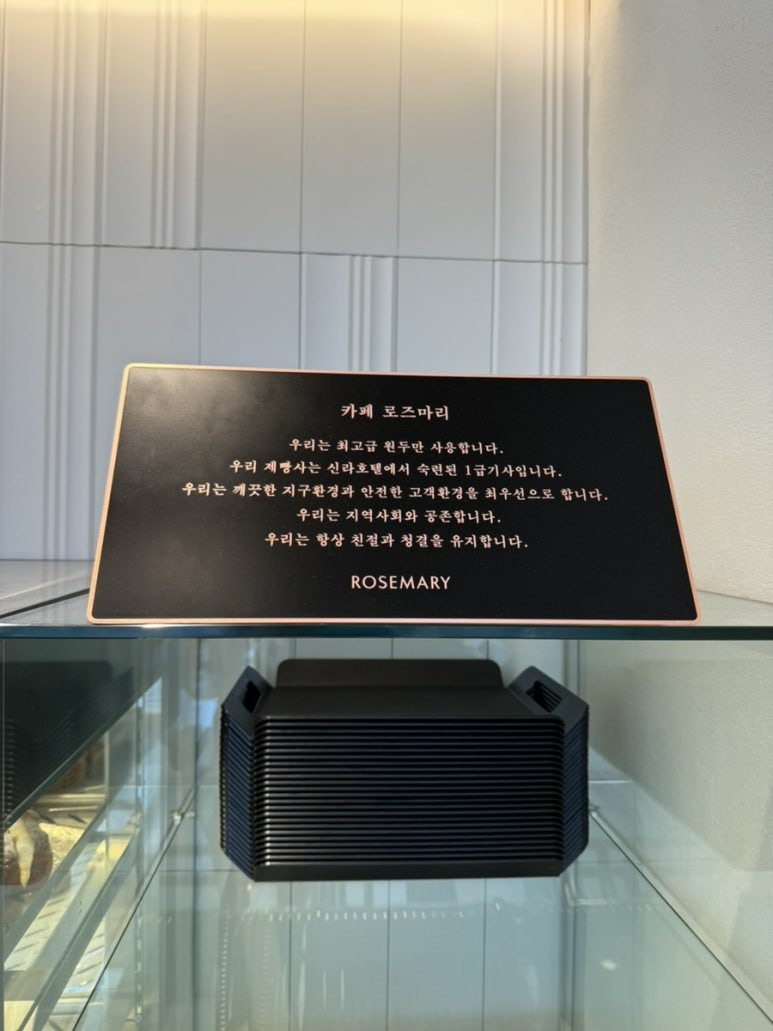 카페 로즈마리
우리는 최고급 원두만 사용합니다.
우리 제빵사는 신라호텔에서 숙련된 1급기사입니다.
우리는 깨끗한 지구환경과 안전한 고객환경을 최우선으로 합니다.
우리는 지역사회와 공존합니다.
우리는 항상 친절과 청결을 유지합니다.
ROSEMARY